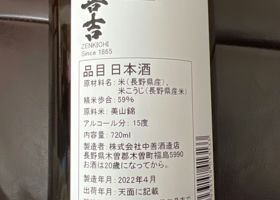 善吉
ZENKICHI
Since 1865
品目 日本酒
原材料名:米(長野県産)、
米こうじ(長野県産米)
精米歩合:59%
原料米:美山錦
アルコール分:15度
内容量:720ml
製造者:株式会社中善酒造店
長野県木曽郡木曽町福島5990
お酒は20歳になってから。
製造年月:2022年4月
出荷年月:天面に記載